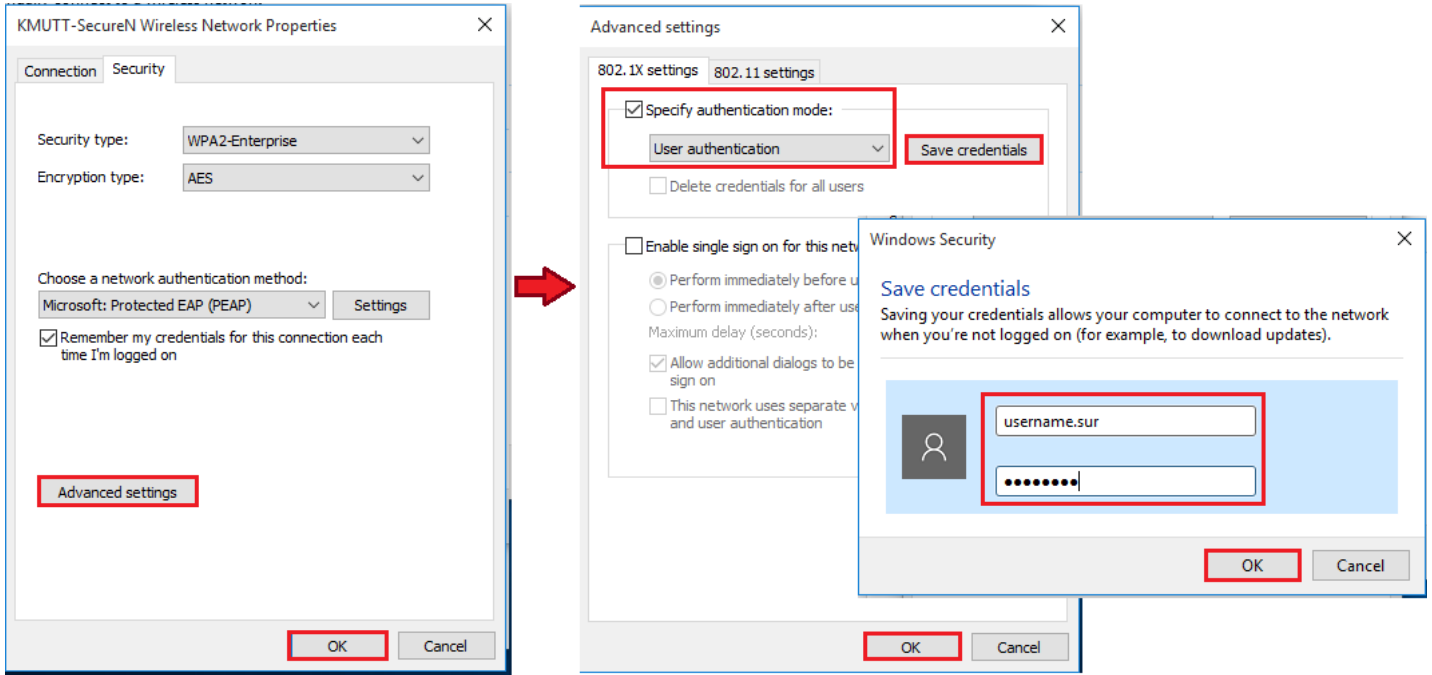 KMUTT-SecureN Wireless Network Properties
Connection
Security
Security type:
WPA2-Enterprise
Encryption type:
AES
Choose a network authentication method:
Microsoft: Protected EAP (PEAP)
Settings
Remember my credentials for this connection each
time I'm logged on
Advanced settings
OK
Cancel
Advanced settings
802.1X settings
802.11 settings
Specify authentication mode:
User authentication
Save credentials
Delete credentials for all users
Enable single sign on for this
Perform immediately before
Perform immediately after
Maximum delay (seconds):
Allow additional dialogs to be
sign on
This network uses separate
and user authentication
OK
Cancel
Windows Security
Save credentials
Saving your credentials allows your computer to connect to the network
when you're not logged on (for example, to download updates).
username.sur
●●●●●●●●
OK
Cancel